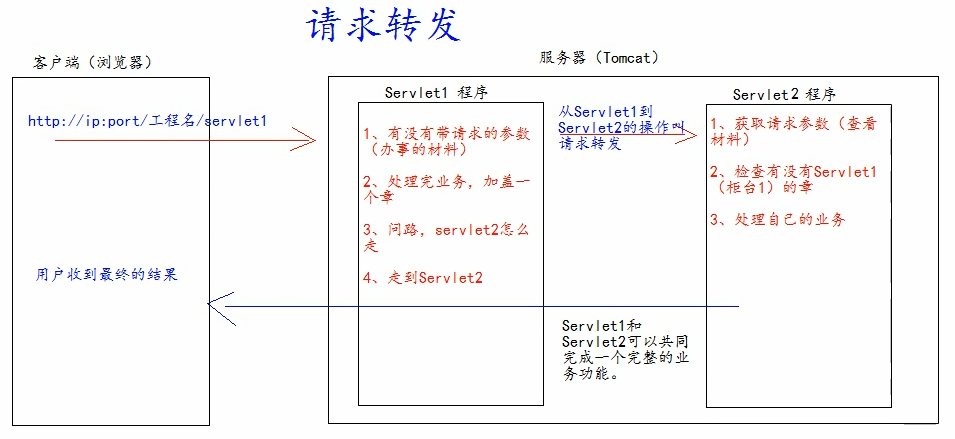 请求转发
客户端（浏览器）
服务器（Tomcat）
http://ip:port/工程名/servlet1
用户收到最终的结果
Servlet1 程序
1、有没有带请求的参数
（办事的材料）
2、处理完业务，加盖一
个章
3、问路，servlet2怎么
走
4、走到Servlet2
从Servlet1到
Servlet2的操作叫
请求转发
Servlet2 程序
1、获取请求参数（查看
材料）
2、检查有没有Servlet1
（柜台1）的章
3、处理自己的业务
Servlet1和
Servlet2可以共同
完成一个完整的业
务功能。